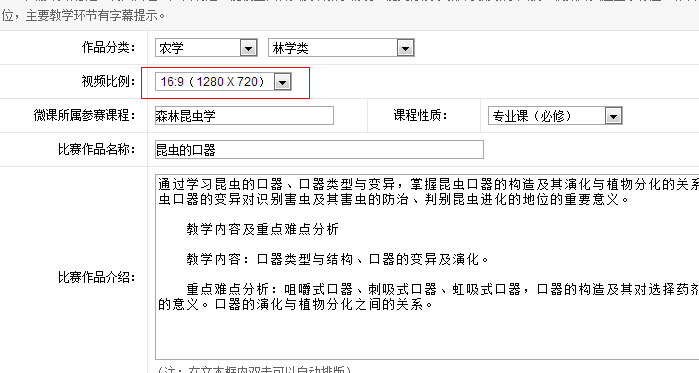 位，主要教学环节有字幕提示。
作品分类： 农学 林学类
视频比例： 16:9（1280 X 720）
微课所属参赛课程： 森林昆虫学 课程性质： 专业课（必修）
比赛作品名称： 昆虫的口器
比赛作品介绍：
通过学习昆虫的口器、口器类型与变异，掌握昆虫口器的构造及其演化与植物分化的关系
虫口器的变异对识别害虫及其害虫的防治、判别昆虫进化的地位的重要意义。
教学内容及重点难点分析
教学内容：口器类型与结构、口器的变异及演化。
重点难点分析：咀嚼式口器、刺吸式口器、虹吸式口器，口器的构造及其对选择药剂
的意义。口器的演化与植物分化之间的关系。
（注：在文本框内双击可以自动排版）